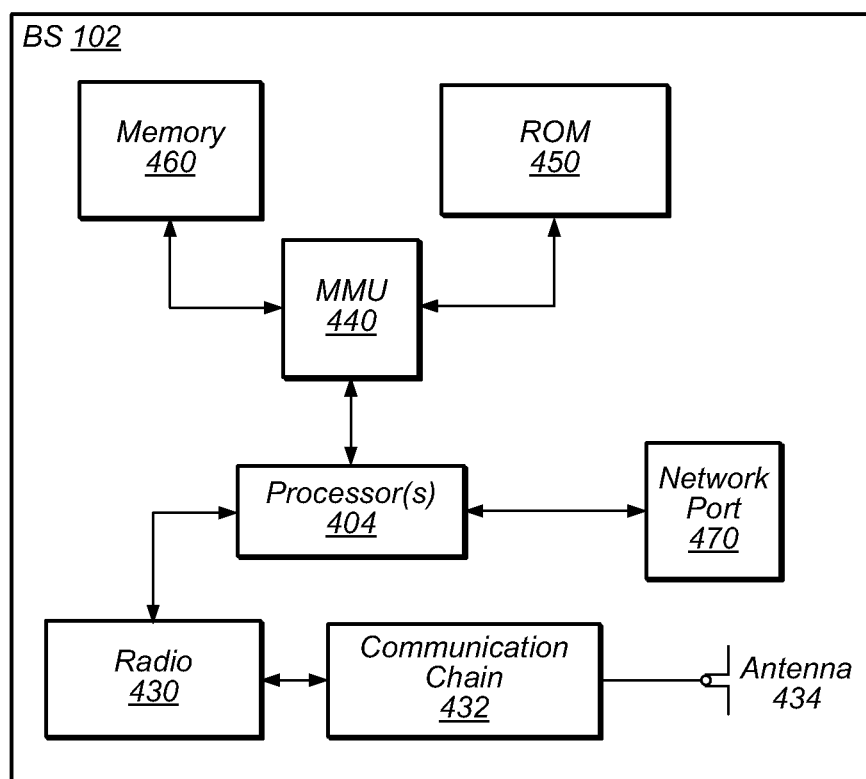 BS 102
Memory
460
ROM
450
MMU
440
Processor(s)
404
Network
Port
470
Radio
430
Communication
Chain
432
Antenna
434